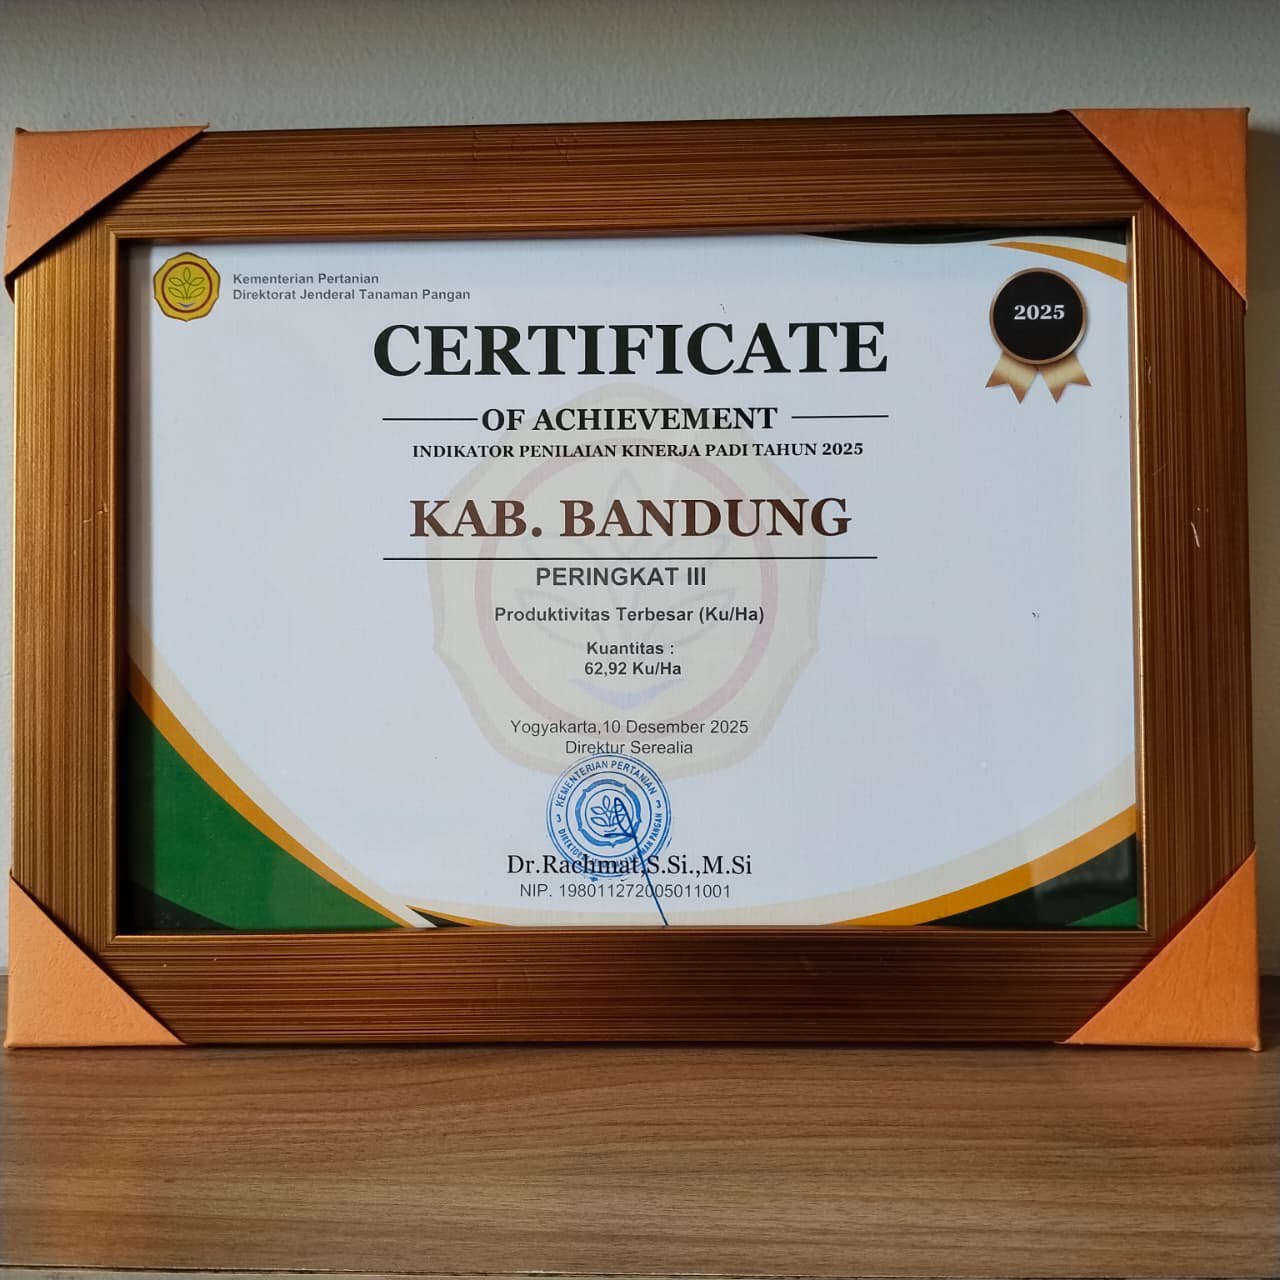 Kementerian Pertanian
Direktorat Jenderal Tanaman Pangan
2025
CERTIFICATE
OF ACHIEVEMENT
INDIKATOR PENILAIAN KINERJA PADI TAHUN 2025
KAB. BANDUNG
PERINGKAT III
Produktivitas Terbesar (Ku/Ha)
Kuantitas :
62,92 Ku/Ha
Yogyakarta,10 Desember 2025
Direktur Serealia
KEMENTERIAN PERTANIAN
TANAMAN PANGAN
Dr.Rachmat,S.Si.,M.Si
NIP. 198011272005011001